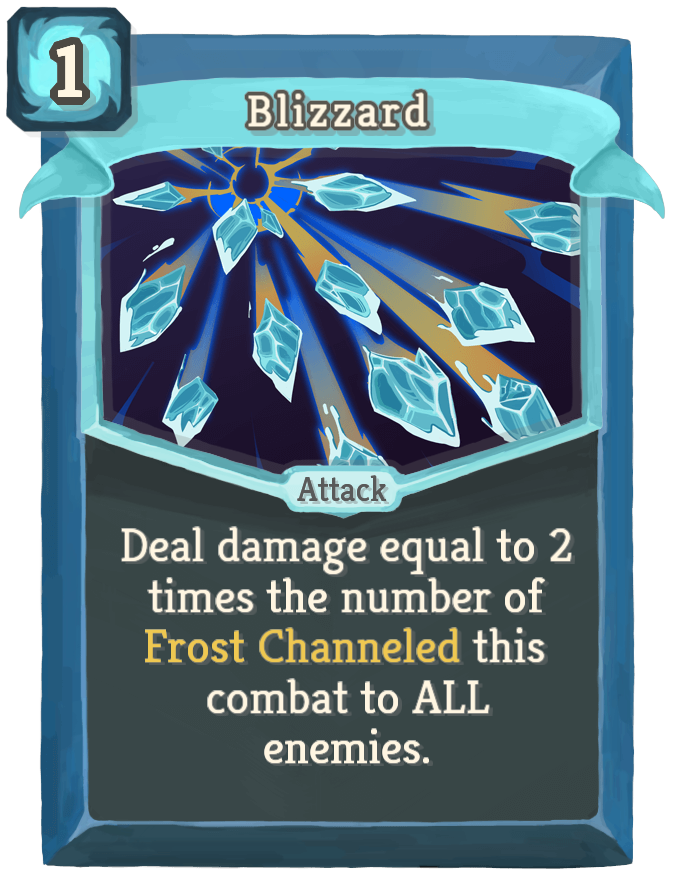 1
Blizzard
Attack
Deal damage equal to 2
times the number of
Frost Channeled this
combat to ALL
enemies.